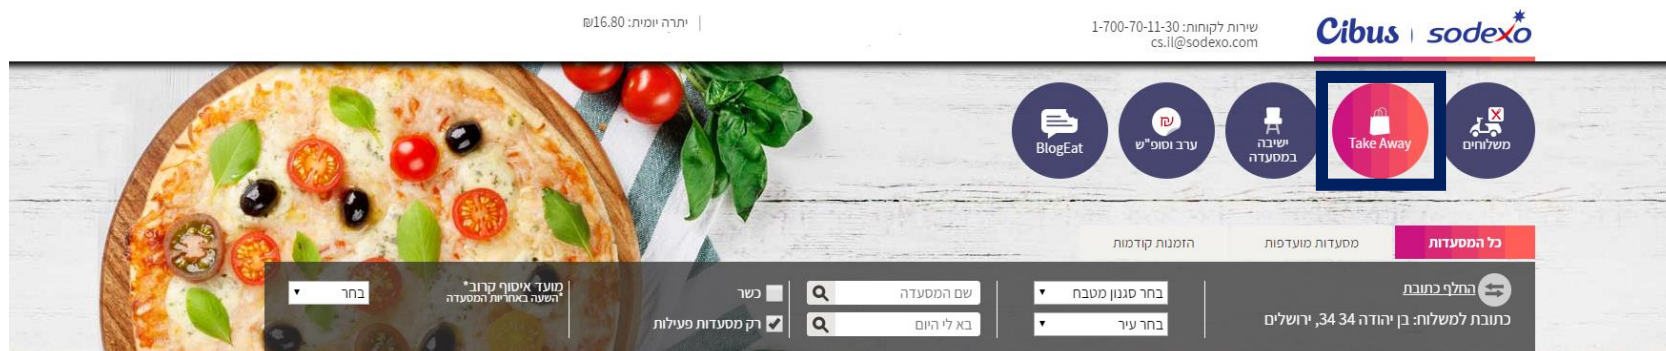 Cibus | sodexo
שירות לקוחות: 1-700-70-11-30
cs.il@sodexo.com
יתרה יומית: ₪16.80
משלוחים
Take Away
ישיבה
במסעדה
ערב וסופ"ש
BlogEat
כל המסעדות
מסעדות מועדפות
הזמנות קודמות
החלף כתובת
כתובת למשלוח: בן יהודה 34 34, ירושלים
בחר סגנון מטבח
בחר עיר
שם המסעדה
בא לי היום
כשר
רק מסעדות פעילות
מועד איסוף קרוב*
*השעה באחריות המסעדה
בחר